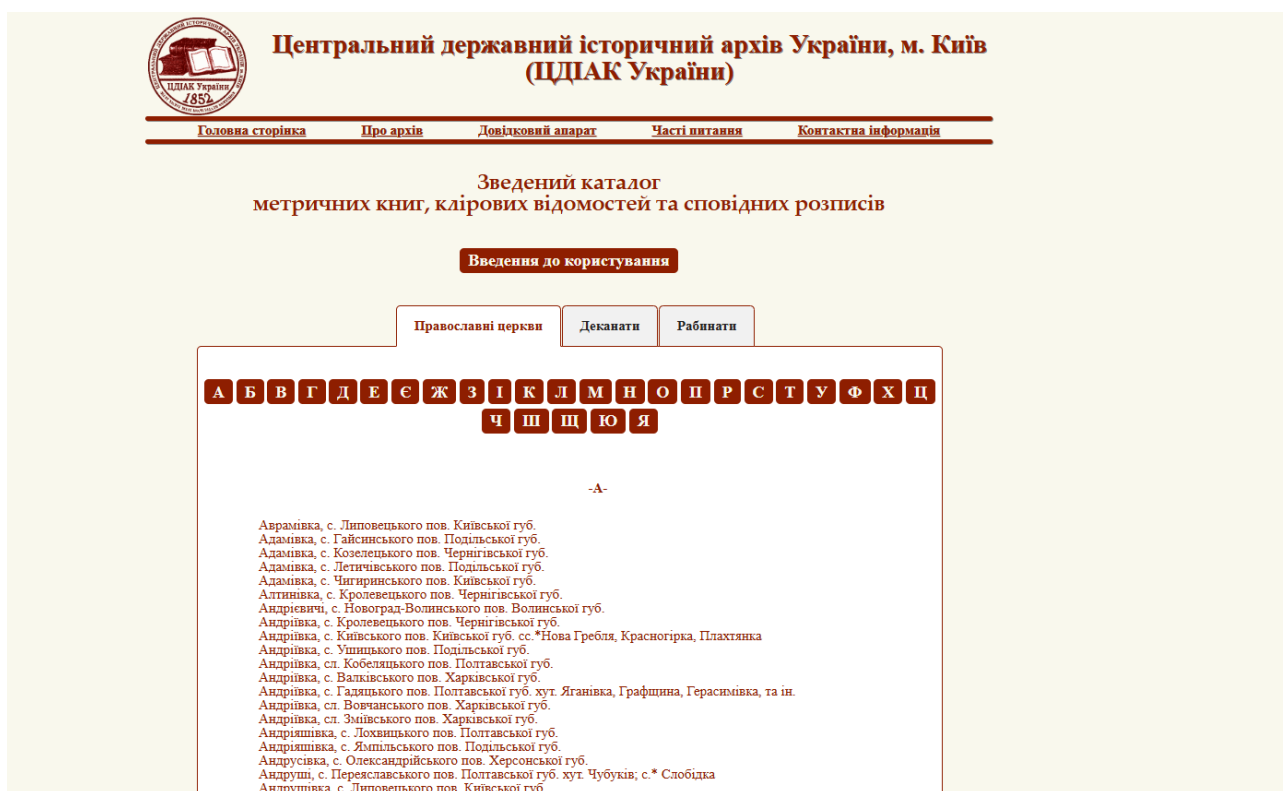 ЦДІАК України
1852
Центральний державний історичний архів України, м. Київ
(ЦДІАК України)
Головна сторінка Про архів Довідковий апарат Часті питання Контактна інформація
Зведений каталог
метричних книг, клірових відомостей та сповідних розписів
Введення до користування
Православні церкви Деканати Рабинати
А Б В Г Д Е Є Ж З І К Л М Н О П Р С Т У Ф Х Ц
Ч Ш Щ Ю Я
-А-
Аврамівка, с. Липовецького пов. Київської губ.
Адамівка, с. Гайсинського пов. Подільської губ.
Адамівка, с. Козелецького пов. Чернігівської губ.
Адамівка, с. Летичівського пов. Подільської губ.
Адамівка, с. Чигиринського пов. Київської губ.
Алтинівка, с. Кролевецького пов. Чернігівської губ.
Андрієвичі, с. Новоград-Волинського пов. Волинської губ.
Андріївка, с. Кролевецького пов. Чернігівської губ.
Андріївка, с. Київського пов. Київської губ. сс.*Нова Гребля, Красногірка, Плахтянка
Андріївка, с. Ушицького пов. Подільської губ.
Андріївка, сл. Кобеляцького пов. Полтавської губ.
Андріївка, с. Валківського пов. Харківської губ.
Андріївка, с. Гадяцького пов. Полтавської губ. хут. Яганівка, Графщина, Герасимівка, та ін.
Андріївка, сл. Вовчанського пов. Харківської губ.
Андріївка, сл. Зміївського пов. Харківської губ.
Андріяшівка, с. Лохвицького пов. Полтавської губ.
Андріяшівка, с. Ямпільського пов. Подільської губ.
Андрусівка, с. Олександрійського пов. Херсонської губ.
Андруші, с. Переяславського пов. Полтавської губ. хут. Чубуків; с.* Слобідка
Андрушівка, с. Липовецького пов. Київської губ.